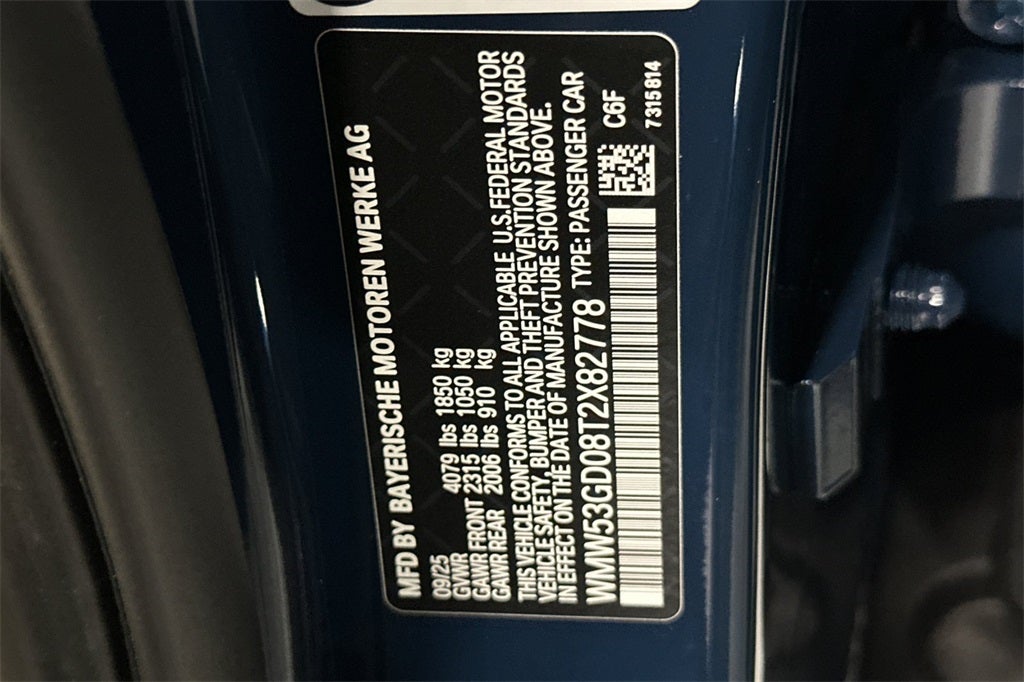 MFD BY BAYERISCHE MOTOREN WERKE AG
09/25
GVWR 4079 lbs 1850 kg
GAWR FRONT 2315 lbs 1050 kg
GAWR REAR 2006 lbs 910 kg
THIS VEHICLE CONFORMS TO ALL APPLICABLE U.S. FEDERAL MOTOR
VEHICLE SAFETY, BUMPER AND THEFT PREVENTION STANDARDS
IN EFFECT ON THE DATE OF MANUFACTURE SHOWN ABOVE.
WMW53GD08T2X82778 TYPE: PASSENGER CAR
C6F
7315814